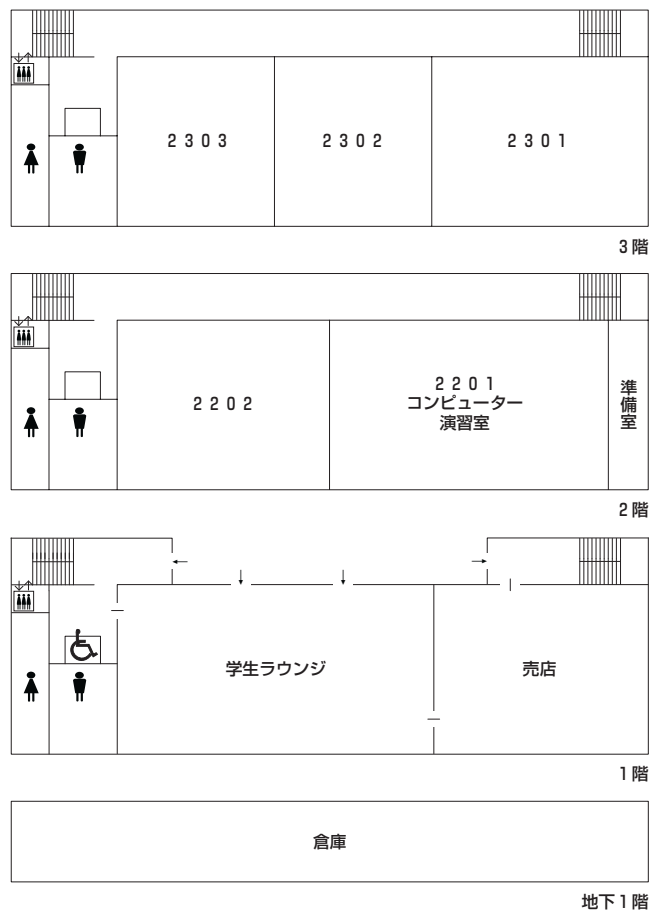 2303
2302
2301
3階
2202
2201
コンピューター
演習室
準備室
2階
学生ラウンジ
売店
1階
倉庫
地下1階